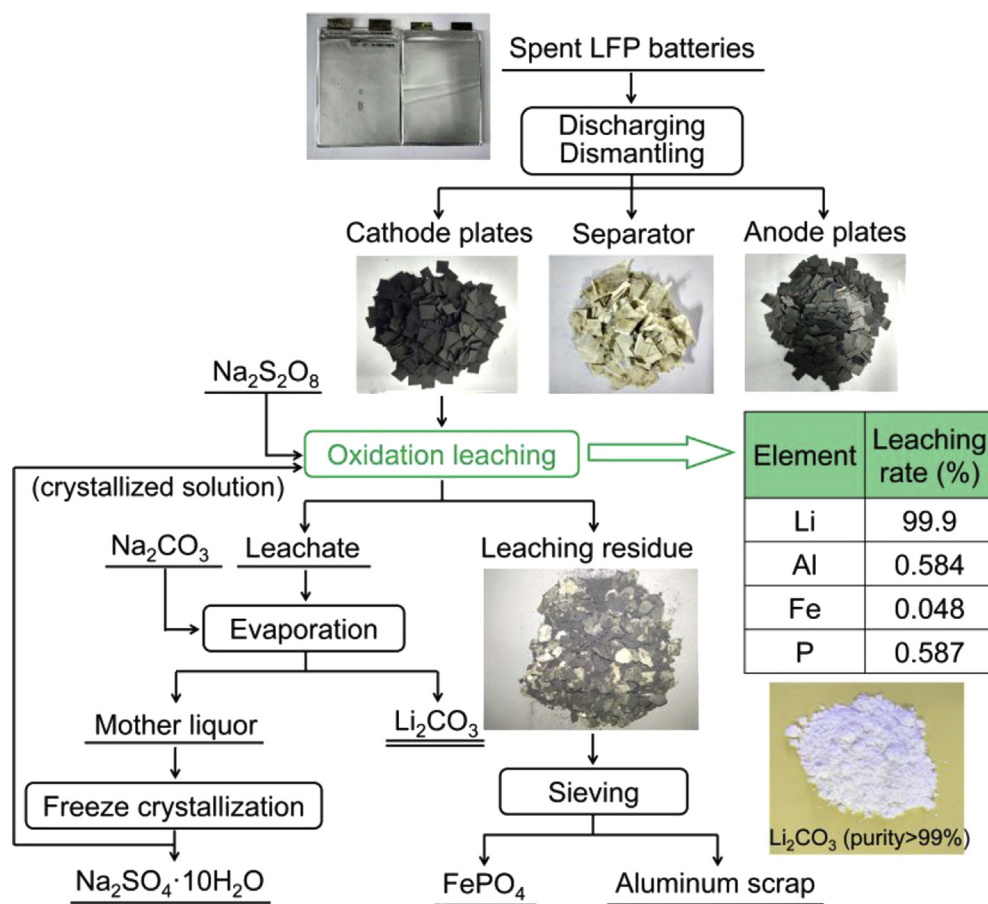 Spent LFP batteries
Discharging
Dismantling
Cathode plates
Separator
Anode plates
Na₂S₂O₈
Oxidation leaching
(crystallized solution)
Element
Leaching
rate (%)
Li
99.9
Al
0.584
Fe
0.048
P
0.587
Na₂CO₃
Leachate
Leaching residue
Evaporation
Mother liquor
Li₂CO₃
Freeze crystallization
Sieving
Li₂CO₃ (purity>99%)
Na₂SO₄·10H₂O
FePO₄
Aluminum scrap